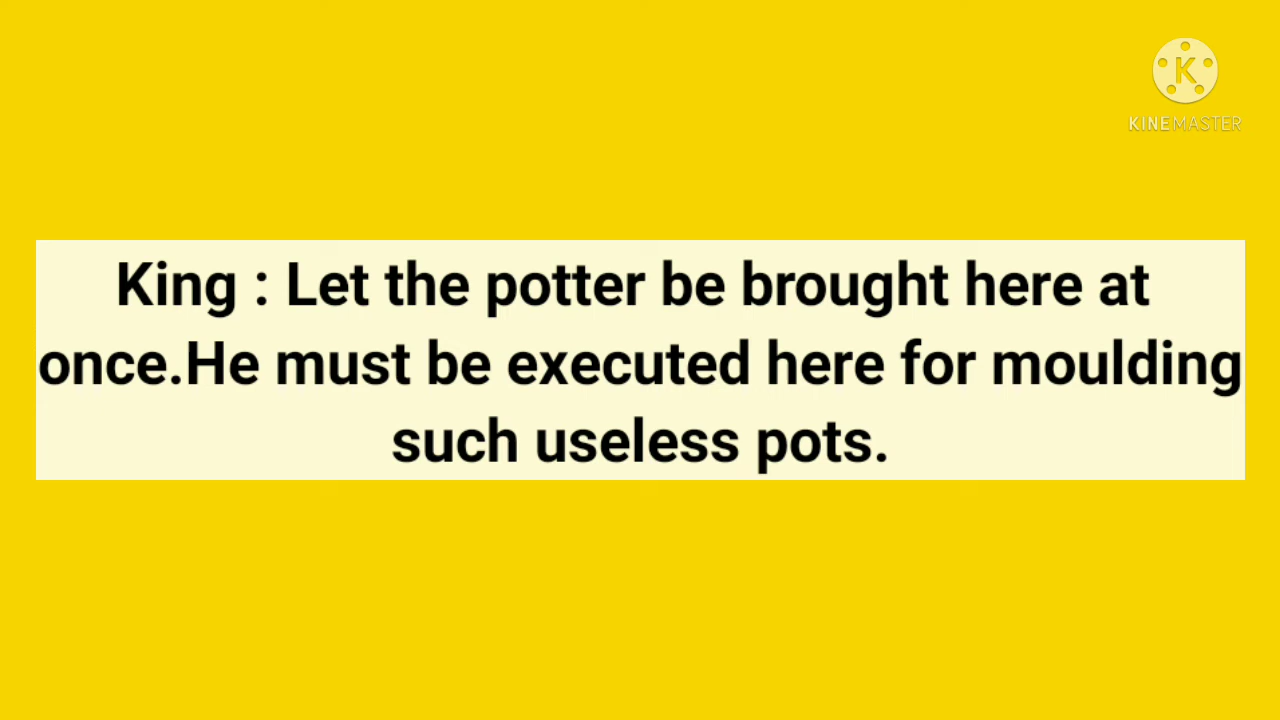 K
KINEMASTER
King : Let the potter be brought here at
once.He must be executed here for moulding
such useless pots.